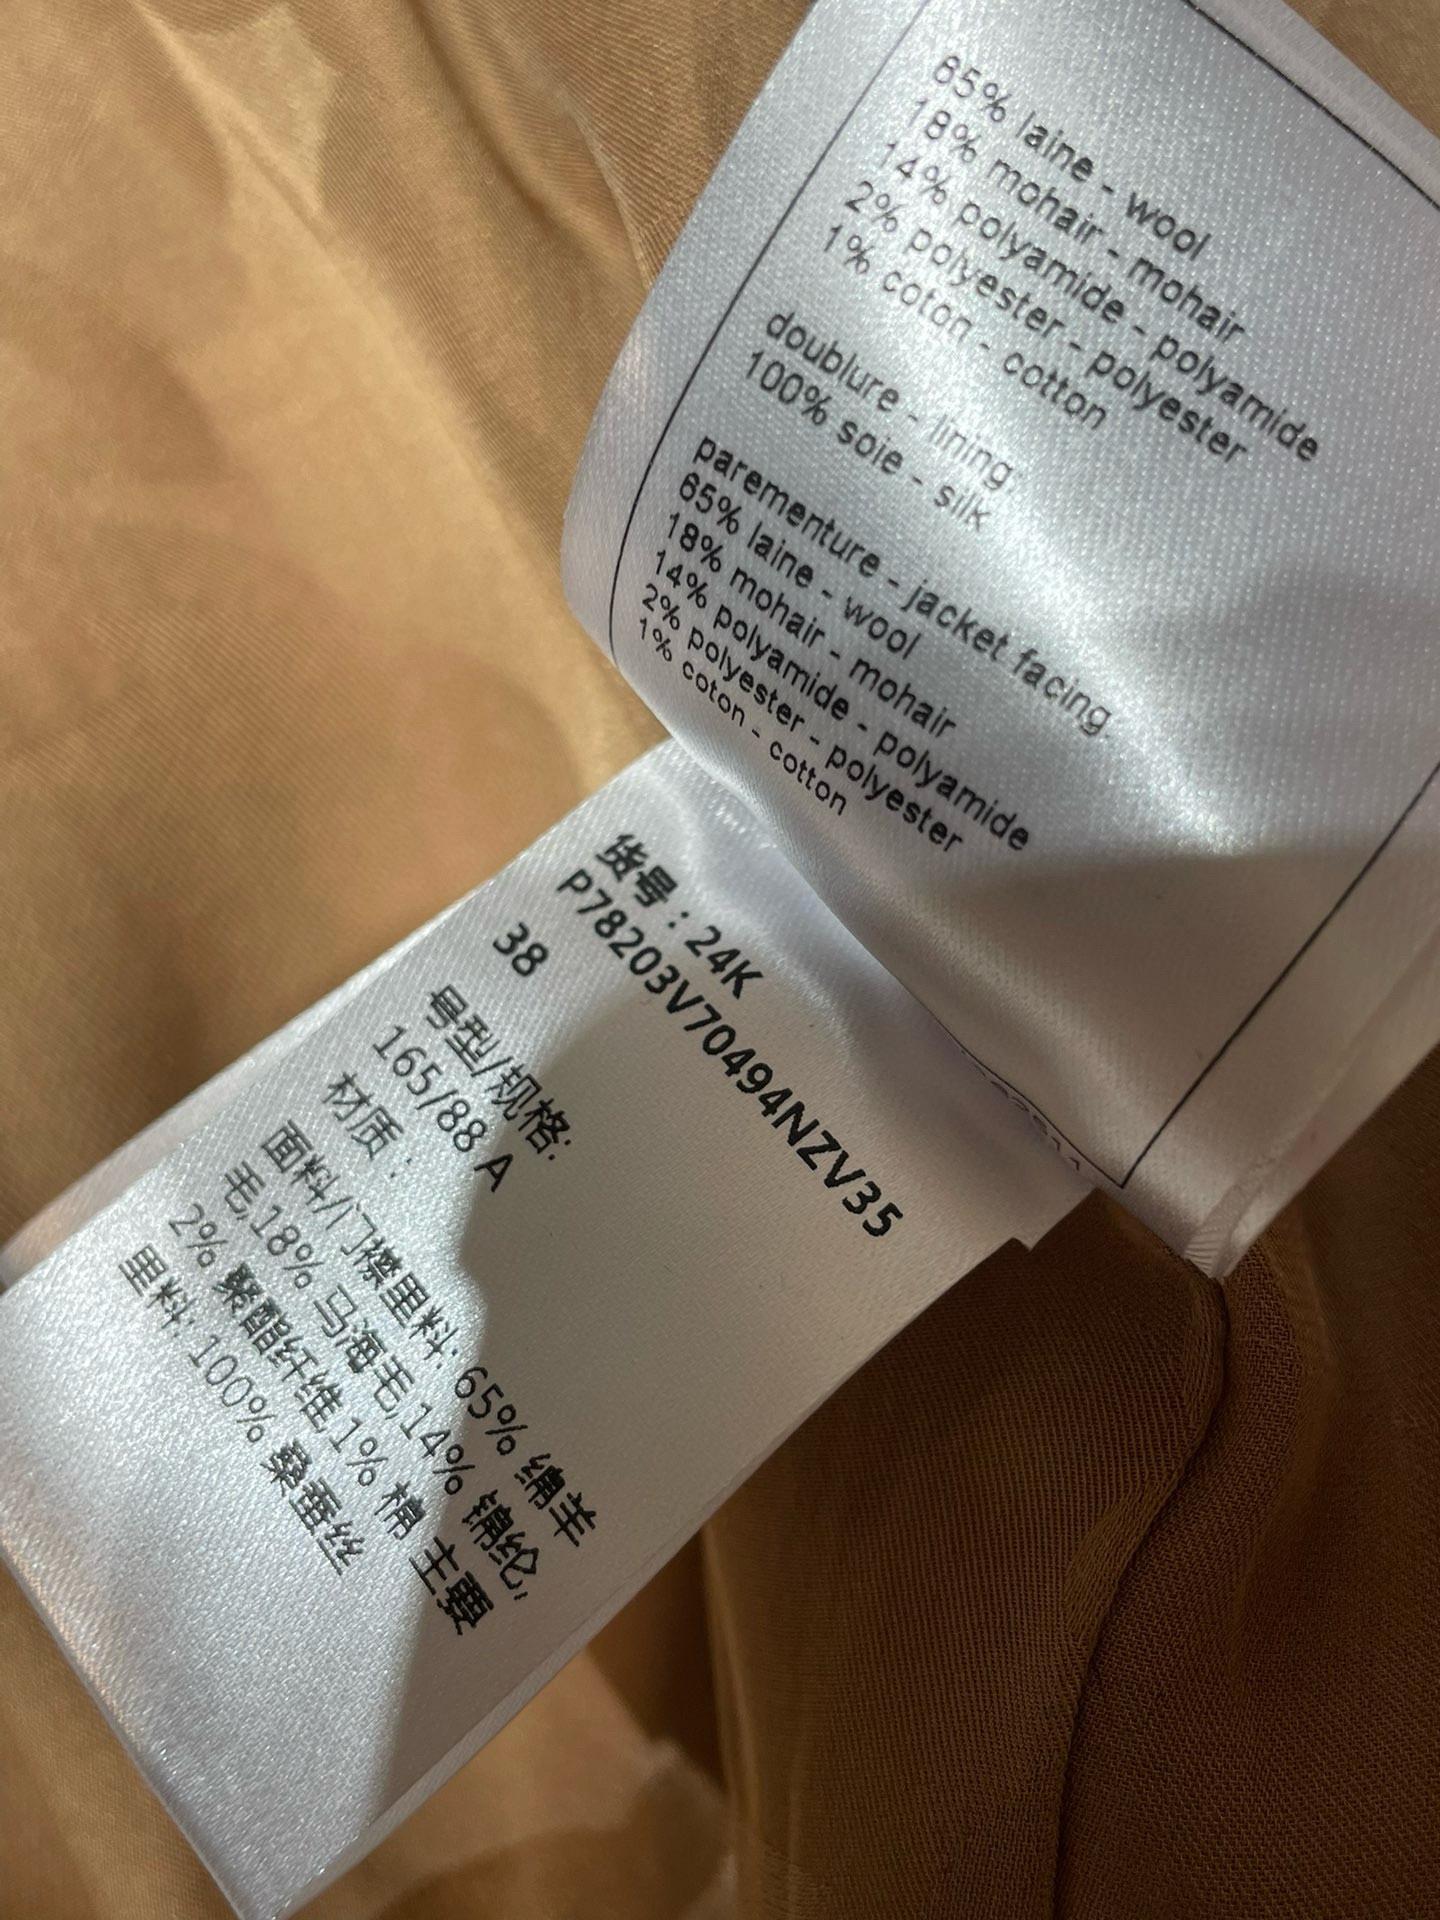 65% laine - wool
18% mohair - mohair
14% polyamide - polyamide
2% polyester - polyester
1% coton - cotton
doublure - lining.
100% soie - silk
parementure - jacket facing.
65% laine - wool
18% mohair - mohair
14% polyamide - polyamide
2% polyester - polyester
1% coton - cotton
货号：24K
P78203V70494NZV35
38
号型/规格:
165/88 A
材质：
面料/门襟里料: 65% 绵羊
毛,18% 马海毛,14% 锦纶,
2% 聚酯纤维,1% 棉 主要
里料: 100% 桑蚕丝